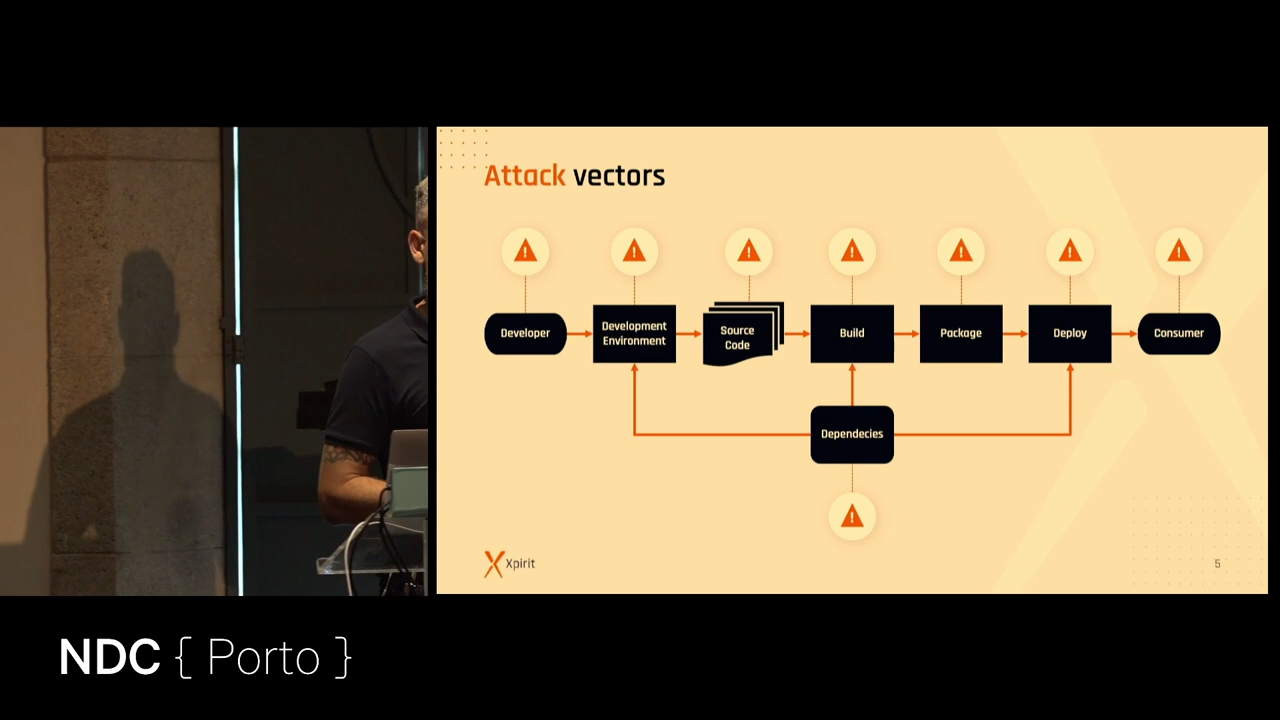 Attack vectors
Developer
Development
Environment
Source
Code
Build
Package
Deploy
Consumer
Dependecies
Xpirit
5
NDC { Porto }